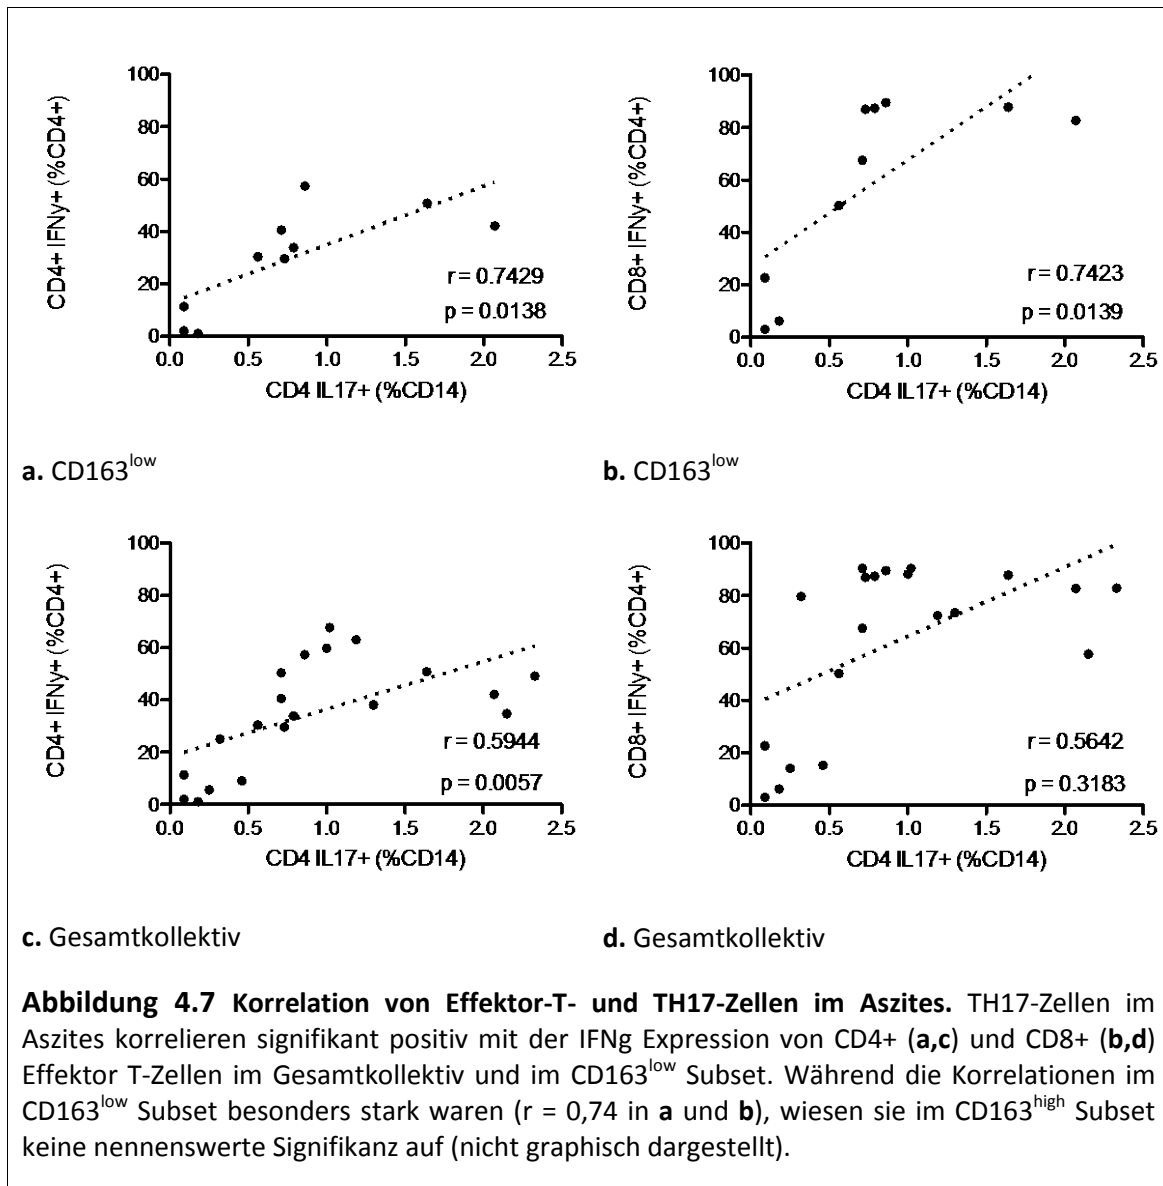 CD4+ IFNy+ (%CD4+)
100
80
60
40
20
0
r = 0.7429
p = 0.0138
0.0 0.5 1.0 1.5 2.0 2.5
CD4 IL17+ (%CD14)
CD8+ IFNy+ (%CD4+)
100
80
60
40
20
0
r = 0.7423
p = 0.0139
0.0 0.5 1.0 1.5 2.0 2.5
CD4 IL17+ (%CD14)
a. CD163low
b. CD163low
CD4+ IFNy+ (%CD4+)
100
80
60
40
20
0
r = 0.5944
p = 0.0057
0.0 0.5 1.0 1.5 2.0 2.5
CD4 IL17+ (%CD14)
CD8+ IFNy+ (%CD4+)
100
80
60
40
20
0
r = 0.5642
p = 0.3183
0.0 0.5 1.0 1.5 2.0 2.5
CD4 IL17+ (%CD14)
c. Gesamtkollektiv
d. Gesamtkollektiv
Abbildung 4.7 Korrelation von Effektor-T- und TH17-Zellen im Aszites. TH17-Zellen im
Aszites korrelieren signifikant positiv mit der IFNg Expression von CD4+ (a,c) und CD8+ (b,d)
Effektor T-Zellen im Gesamtkollektiv und im CD163low Subset. Während die Korrelationen im
CD163low Subset besonders stark waren (r = 0,74 in a und b), wiesen sie im CD163high Subset
keine nennenswerte Signifikanz auf (nicht graphisch dargestellt).